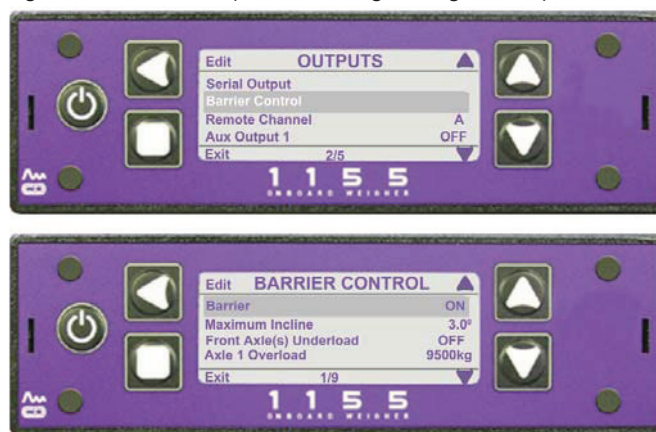 Edit OUTPUTS
Serial Output
Barrier Control
Remote Channel A
Aux Output 1 OFF
Exit 2/5
1155
ONBOARD WEIGHER
Edit BARRIER CONTROL
Barrier ON
Maximum Incline 3.0º
Front Axle(s) Underload OFF
Axle 1 Overload 9500kg
Exit 1/9
1155
ONBOARD WEIGHER